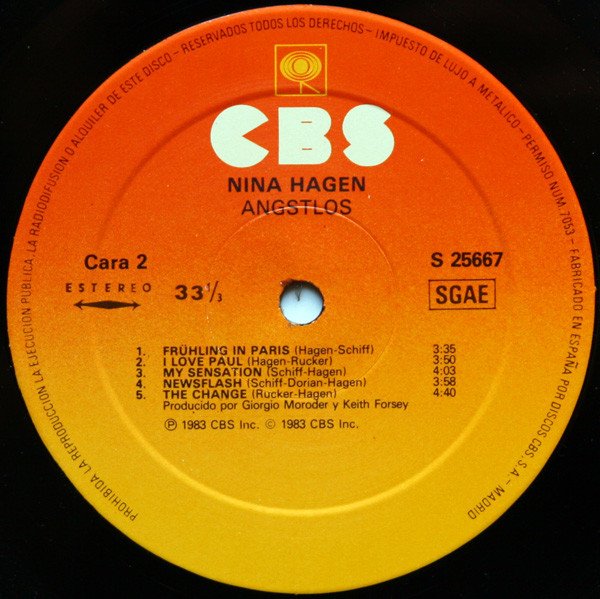 PROHIBIDA LA REPRODUCCION, LA EJECUCION PUBLICA, LA RADIODIFUSION O ALQUILER DE ESTE DISCO - RESERVADOS TODOS LOS DERECHOS - IMPUESTO DE LUJO A METALICO - PERMISO NUM. 7053 - FABRICADO EN ESPAÑA POR DISCOS CBS, S. A. - MADRID
CBS
NINA HAGEN
ANGSTLOS
Cara 2
S 25667
ESTEREO
33 1/3
SGAE
1. FRÜHLING IN PARIS (Hagen-Schiff) 3:35
2. I LOVE PAUL (Hagen-Rucker) 3:50
3. MY SENSATION (Schiff-Hagen) 4:03
4. NEWSFLASH (Schiff-Dorian-Hagen) 3:58
5. THE CHANGE (Rucker-Hagen) 4:40
Producido por Giorgio Moroder y Keith Forsey
Ⓟ 1983 CBS Inc. © 1983 CBS Inc.